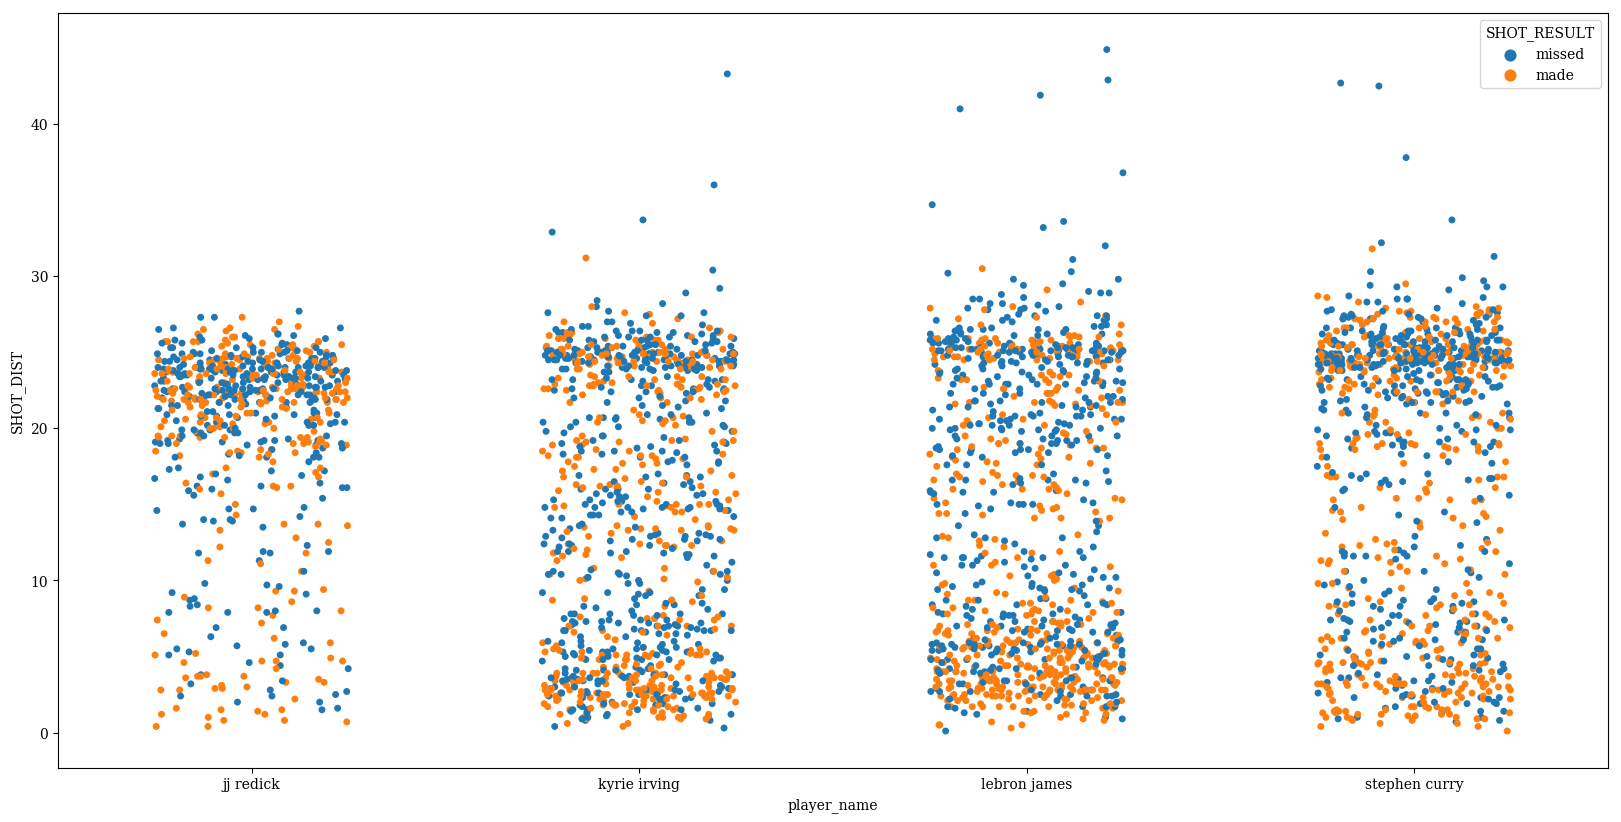 SHOT_RESULT
missed
made
40
30
20
10
0
SHOT_DIST
jj redick
kyrie irving
lebron james
stephen curry
player_name